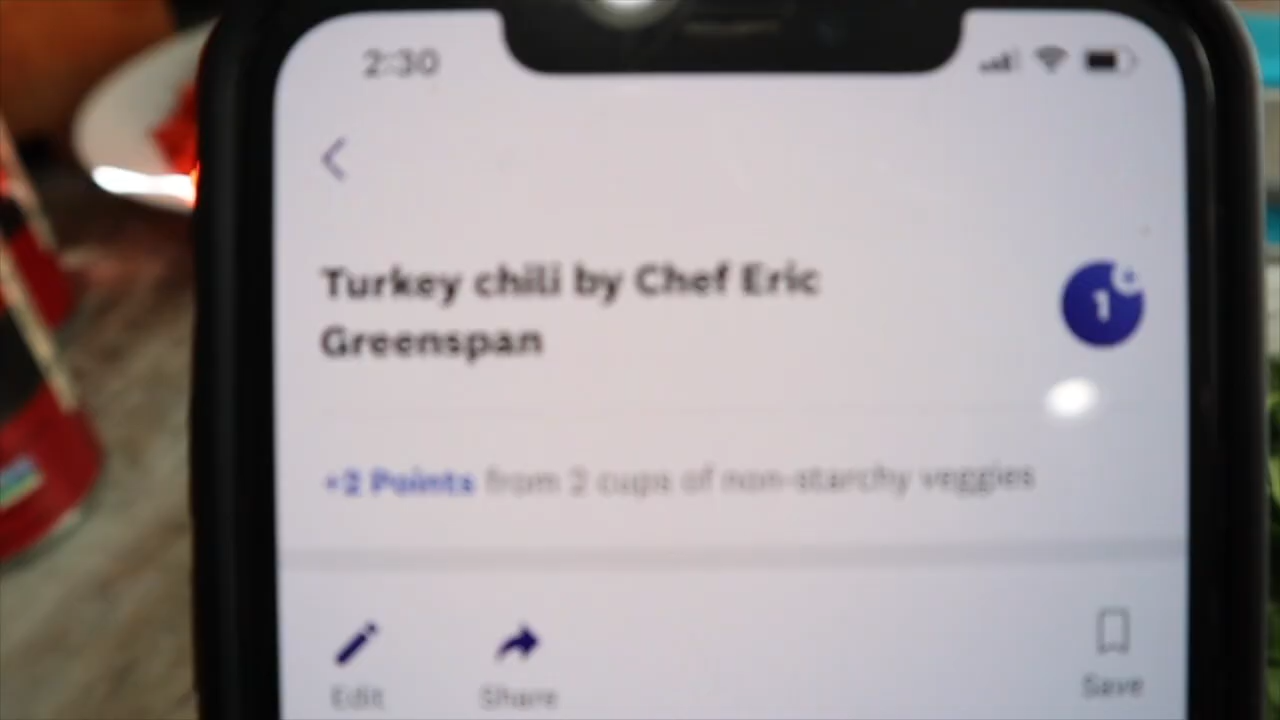 2:30
Turkey chili by Chef Eric
Greenspan
1
+2 Points from 2 cups of non-starchy veggies
Edit
Share
Save